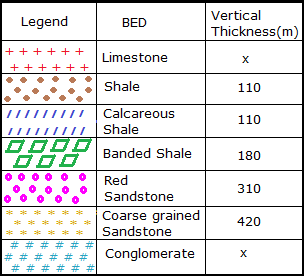 Legend BED Vertical
Thickness(m)
Limestone x
Shale 110
Calcareous
Shale 110
Banded Shale 180
Red
Sandstone 310
Coarse grained
Sandstone 420
Conglomerate x